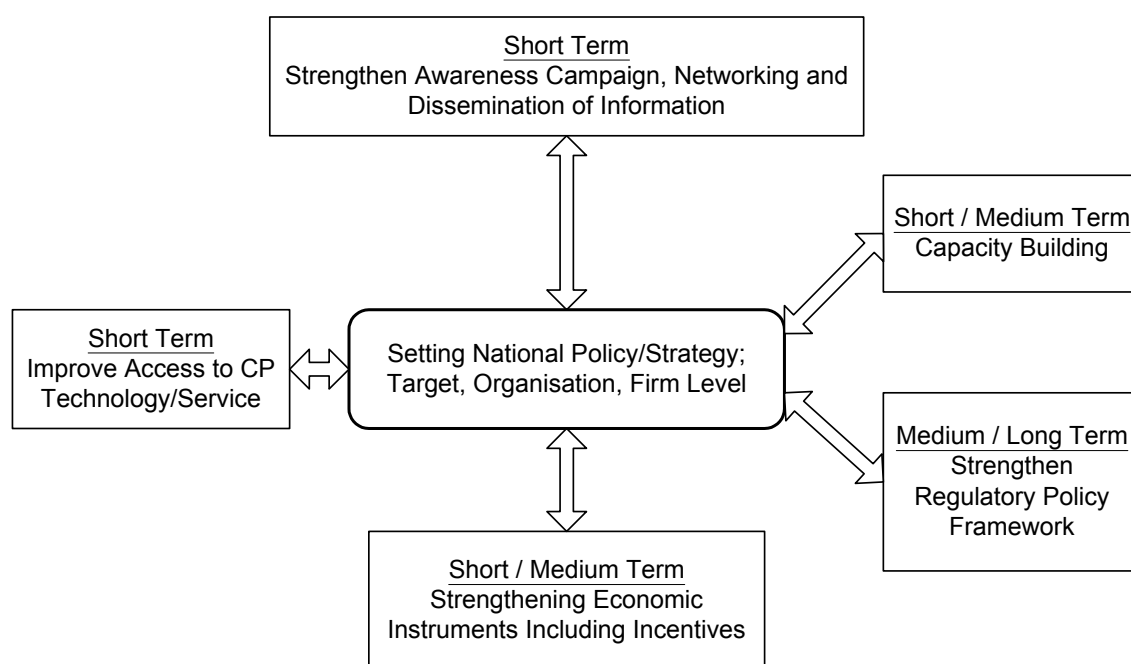 Short Term
Strengthen Awareness Campaign, Networking and
Dissemination of Information
Short / Medium Term
Capacity Building
Short Term
Improve Access to CP
Technology/Service
Setting National Policy/Strategy;
Target, Organisation, Firm Level
Medium / Long Term
Strengthen
Regulatory Policy
Framework
Short / Medium Term
Strengthening Economic
Instruments Including Incentives